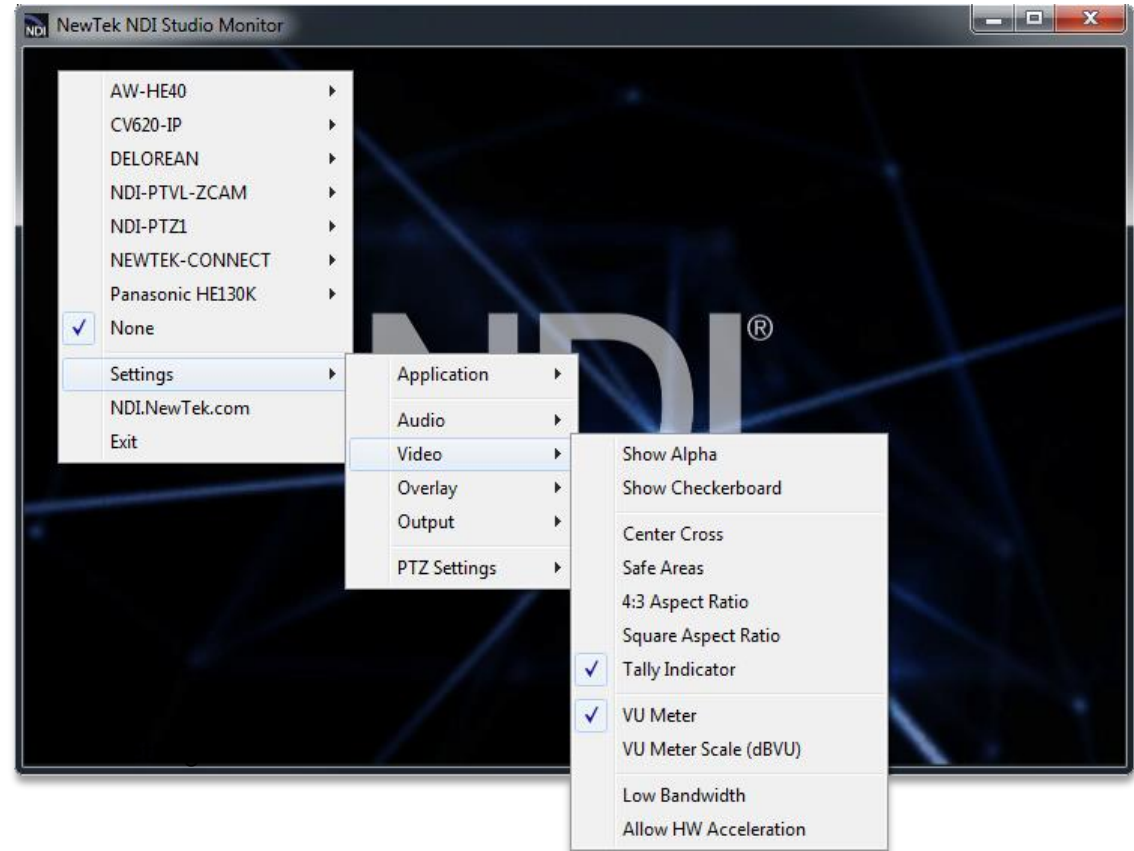 NDI NewTek NDI Studio Monitor
AW-HE40
CV620-IP
DELOREAN
NDI-PTVL-ZCAM
NDI-PTZ1
NEWTEK-CONNECT
Panasonic HE130K
None
Settings
NDI.NewTek.com
Exit
NDI®
Application
Audio
Video
Overlay
Output
PTZ Settings
Show Alpha
Show Checkerboard
Center Cross
Safe Areas
4:3 Aspect Ratio
Square Aspect Ratio
Tally Indicator
VU Meter
VU Meter Scale (dBVU)
Low Bandwidth
Allow HW Acceleration